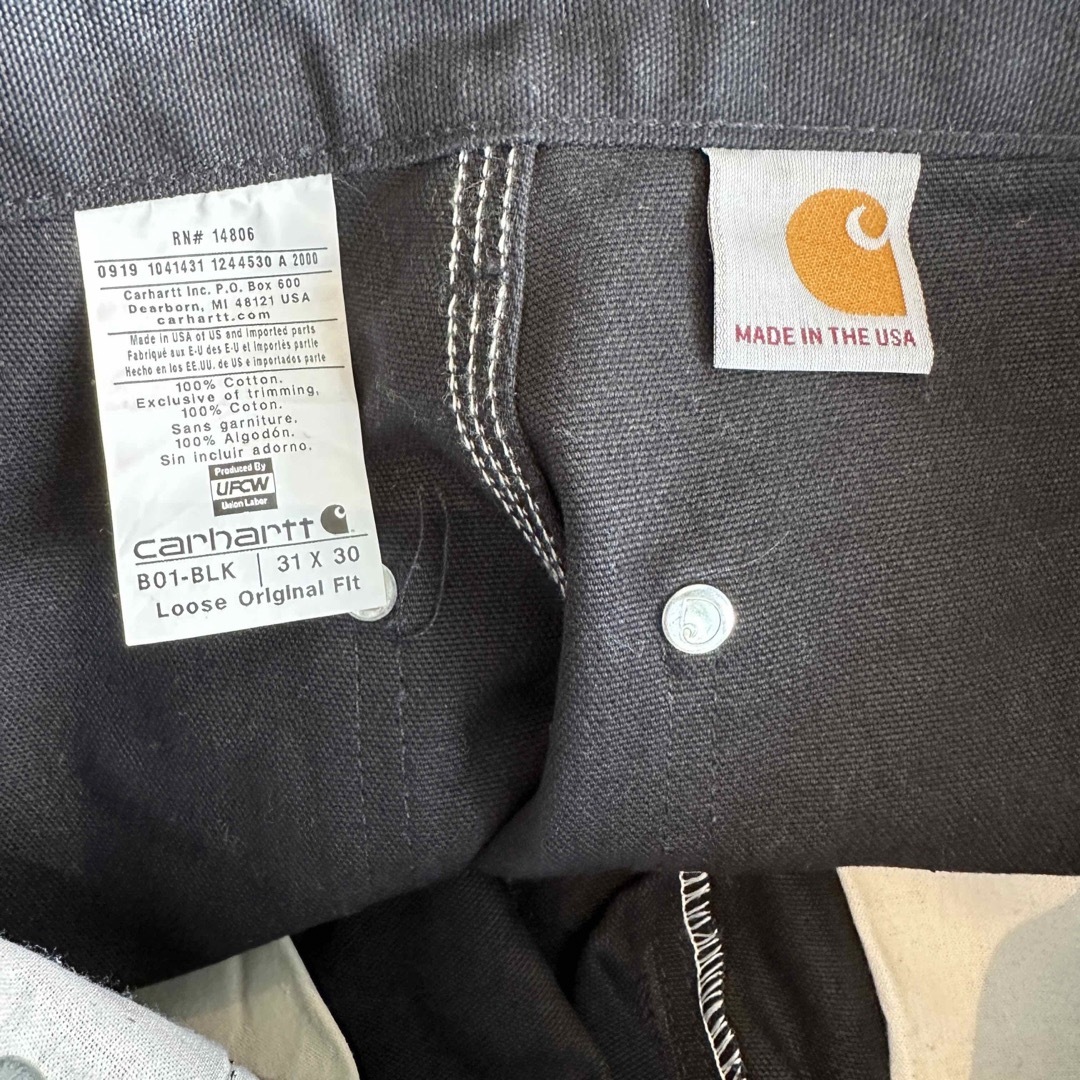 RN# 14806
0919 1041431 1244530 A 2000
Carhartt Inc. P.O. Box 600
Dearborn, MI 48121 USA
carhartt.com
Made in USA of US and imported parts
Fabriqué aux E-U des E-U et importés partie
Hecho en los EE.UU. de US e importados parte
100% Cotton.
Exclusive of trimming.
100% Coton.
Sans garniture.
100% Algodón.
Sin incluir adorno.
Produced By
UFCW
Union Labor
carhartt
B01-BLK 31 X 30
Loose Original Fit
MADE IN THE USA